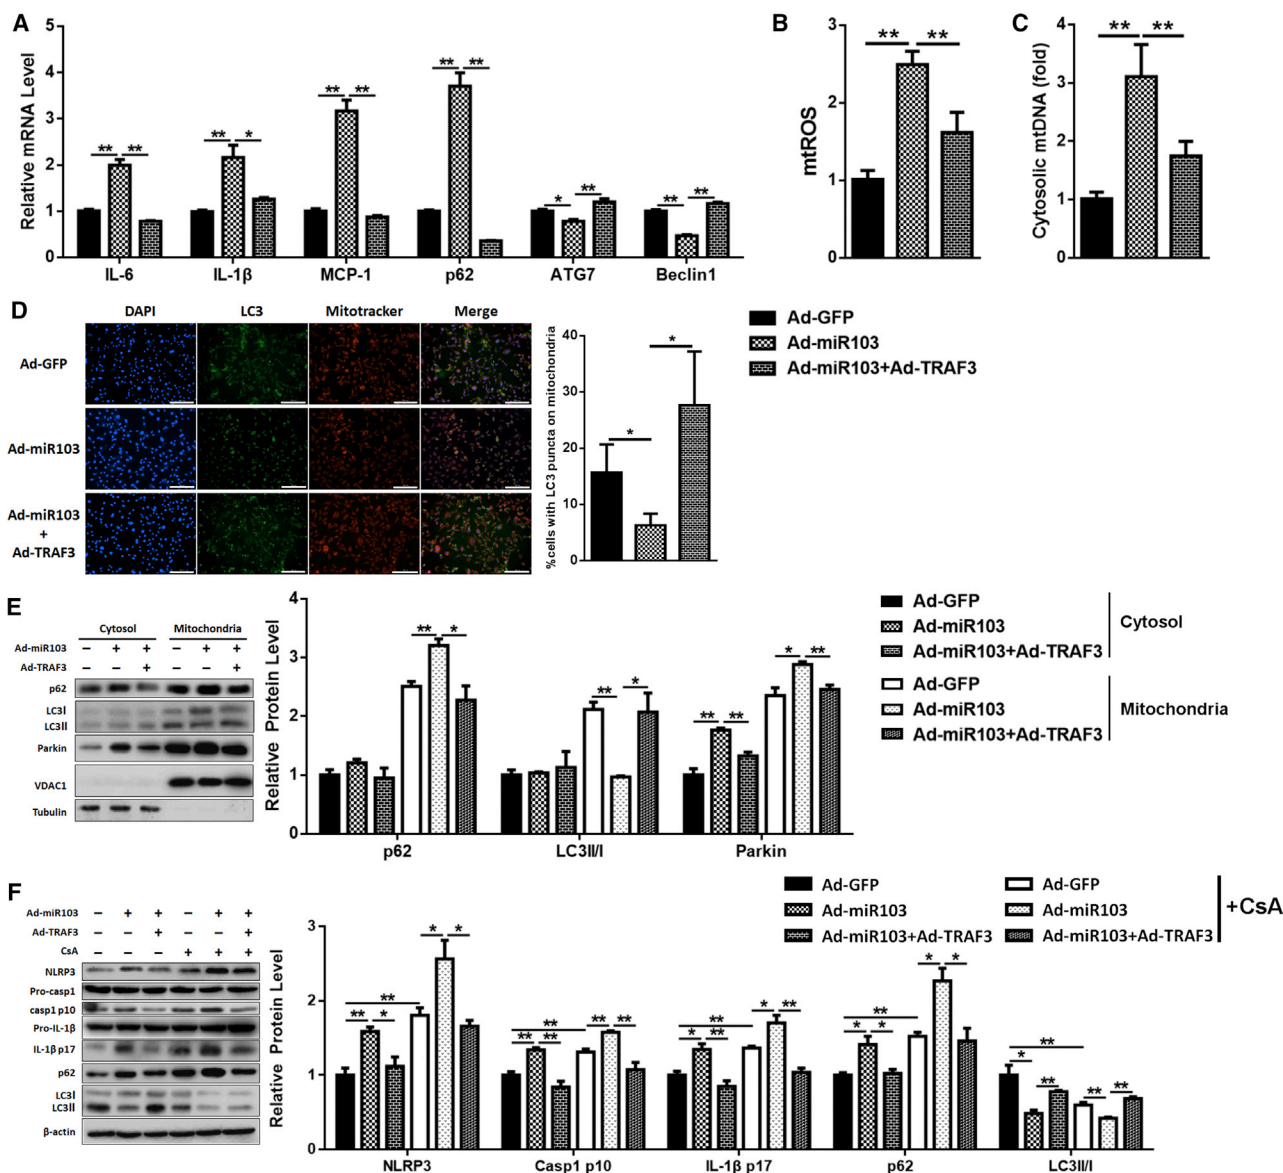 A
Relative mRNA Level
5
4
3
2
1
0
** **
** *
** **
** **
* **
** **
IL-6 IL-1β MCP-1 p62 ATG7 Beclin1
B
mtROS
3
2
1
0
** **
C
Cytosolic mtDNA (fold)
4
3
2
1
0
** **
D
DAPI LC3 Mitotracker Merge
Ad-GFP
Ad-miR103
Ad-miR103
+
Ad-TRAF3
%cells with LC3 puncta on mitochondria
40
30
20
10
0
*
*
Ad-GFP
Ad-miR103
Ad-miR103+Ad-TRAF3
E
Cytosol Mitochondria
Ad-miR103 − + + − + +
Ad-TRAF3 − − + − − +
p62
LC3Ⅰ
LC3Ⅱ
Parkin
VDAC1
Tubulin
Relative Protein Level
4
3
2
1
0
** *
** *
** ** * **
p62 LC3II/I Parkin
Ad-GFP
Ad-miR103
Ad-miR103+Ad-TRAF3
Cytosol
Ad-GFP
Ad-miR103
Ad-miR103+Ad-TRAF3
Mitochondria
F
Ad-miR103 − + + − + +
Ad-TRAF3 − − + − − +
CsA − − − + + +
NLRP3
Pro-casp1
casp1 p10
Pro-IL-1β
IL-1β p17
p62
LC3Ⅰ
LC3Ⅱ
β-actin
Relative Protein Level
3
2
1
0
** ** * * *
** ** ** ** **
** * ** * **
** * * * *
** * ** ** **
NLRP3 Casp1 p10 IL-1β p17 p62 LC3II/I
Ad-GFP
Ad-miR103
Ad-miR103+Ad-TRAF3
Ad-GFP
Ad-miR103
Ad-miR103+Ad-TRAF3
+CsA